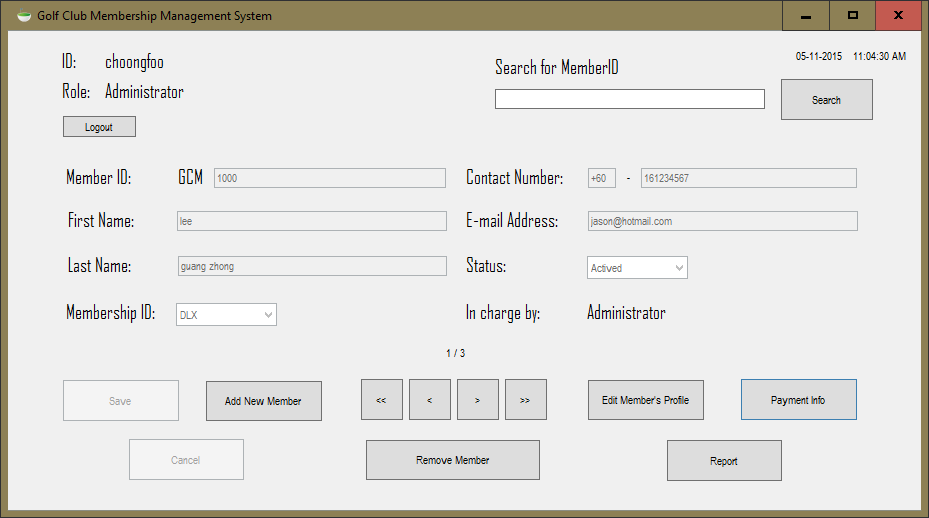 Golf Club Membership Management System
ID: choongfoo
Role: Administrator
Logout
Search for MemberID
05-11-2015 11:04:30 AM
Search
Member ID: GCM 1000
Contact Number: +60 - 161234567
First Name: lee
E-mail Address: jason@hotmail.com
Last Name: guang zhong
Status: Actived
Membership ID: DLX
In charge by: Administrator
1 / 3
Save
Add New Member
<<
<
>
>>
Edit Member's Profile
Payment Info
Cancel
Remove Member
Report